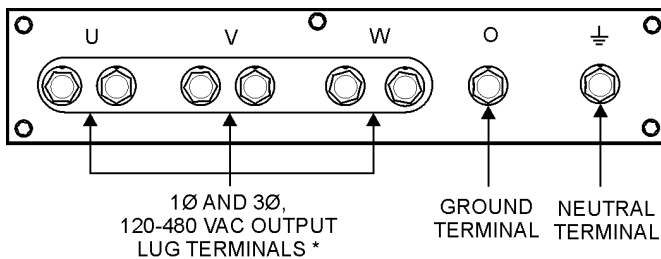 U V W O ⏚
1Ø AND 3Ø,
120-480 VAC OUTPUT
LUG TERMINALS *
GROUND
TERMINAL
NEUTRAL
TERMINAL